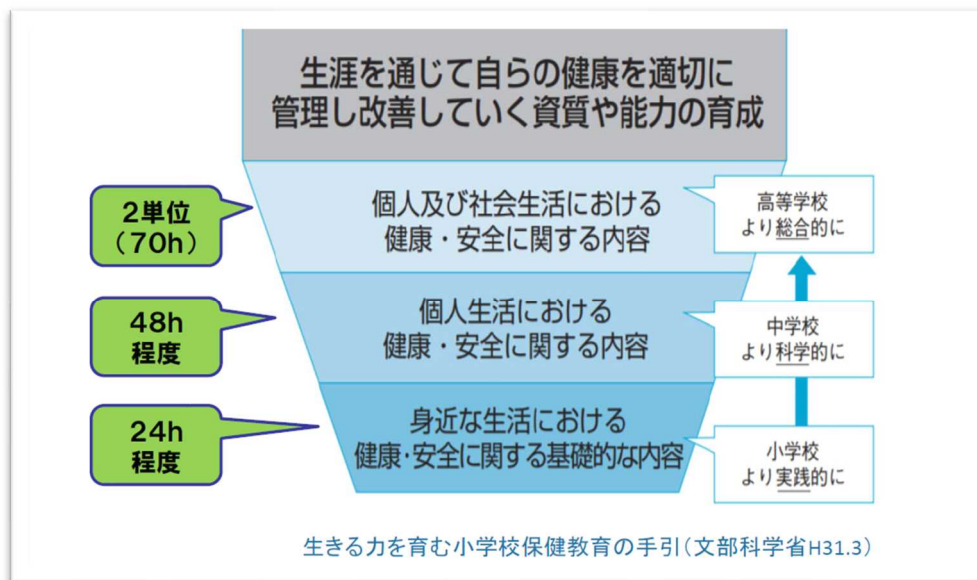 生涯を通じて自らの健康を適切に
管理し改善していく資質や能力の育成
2単位
（70h）
個人及び社会生活における
健康・安全に関する内容
高等学校
より総合的に
48h
程度
個人生活における
健康・安全に関する内容
中学校
より科学的に
24h
程度
身近な生活における
健康・安全に関する基礎的な内容
小学校
より実践的に
生きる力を育む小学校保健教育の手引（文部科学省H31.3）